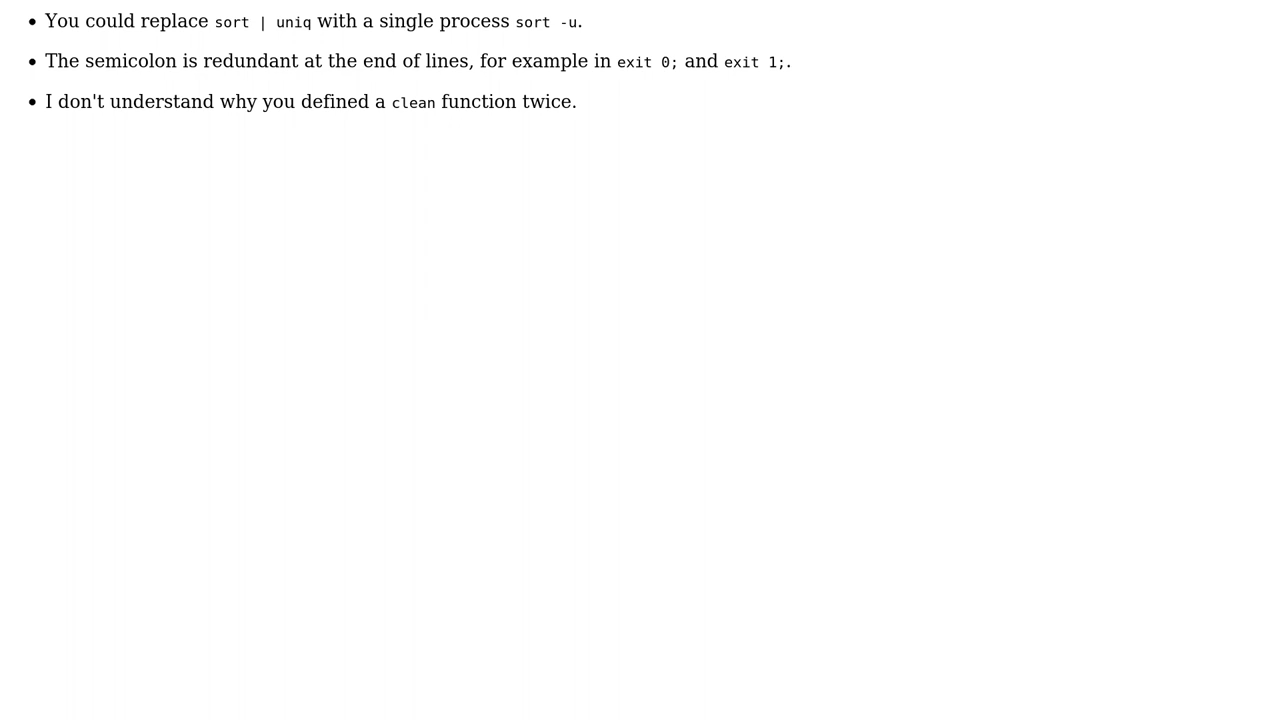 • You could replace sort | uniq with a single process sort -u.
• The semicolon is redundant at the end of lines, for example in exit 0; and exit 1;.
• I don't understand why you defined a clean function twice.